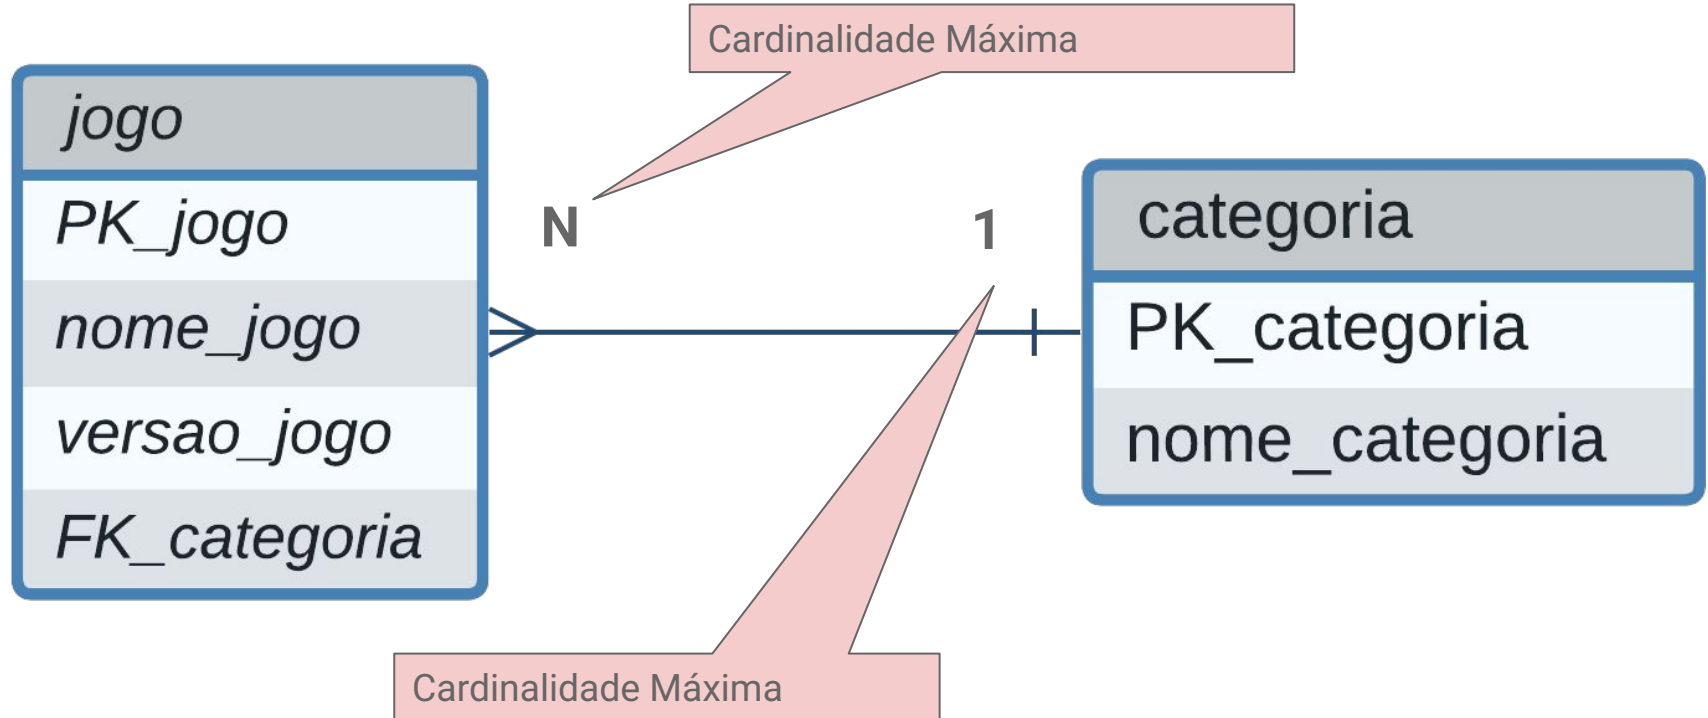 Cardinalidade Máxima
jogo
PK_jogo
nome_jogo
versao_jogo
FK_categoria
N
1
categoria
PK_categoria
nome_categoria
Cardinalidade Máxima